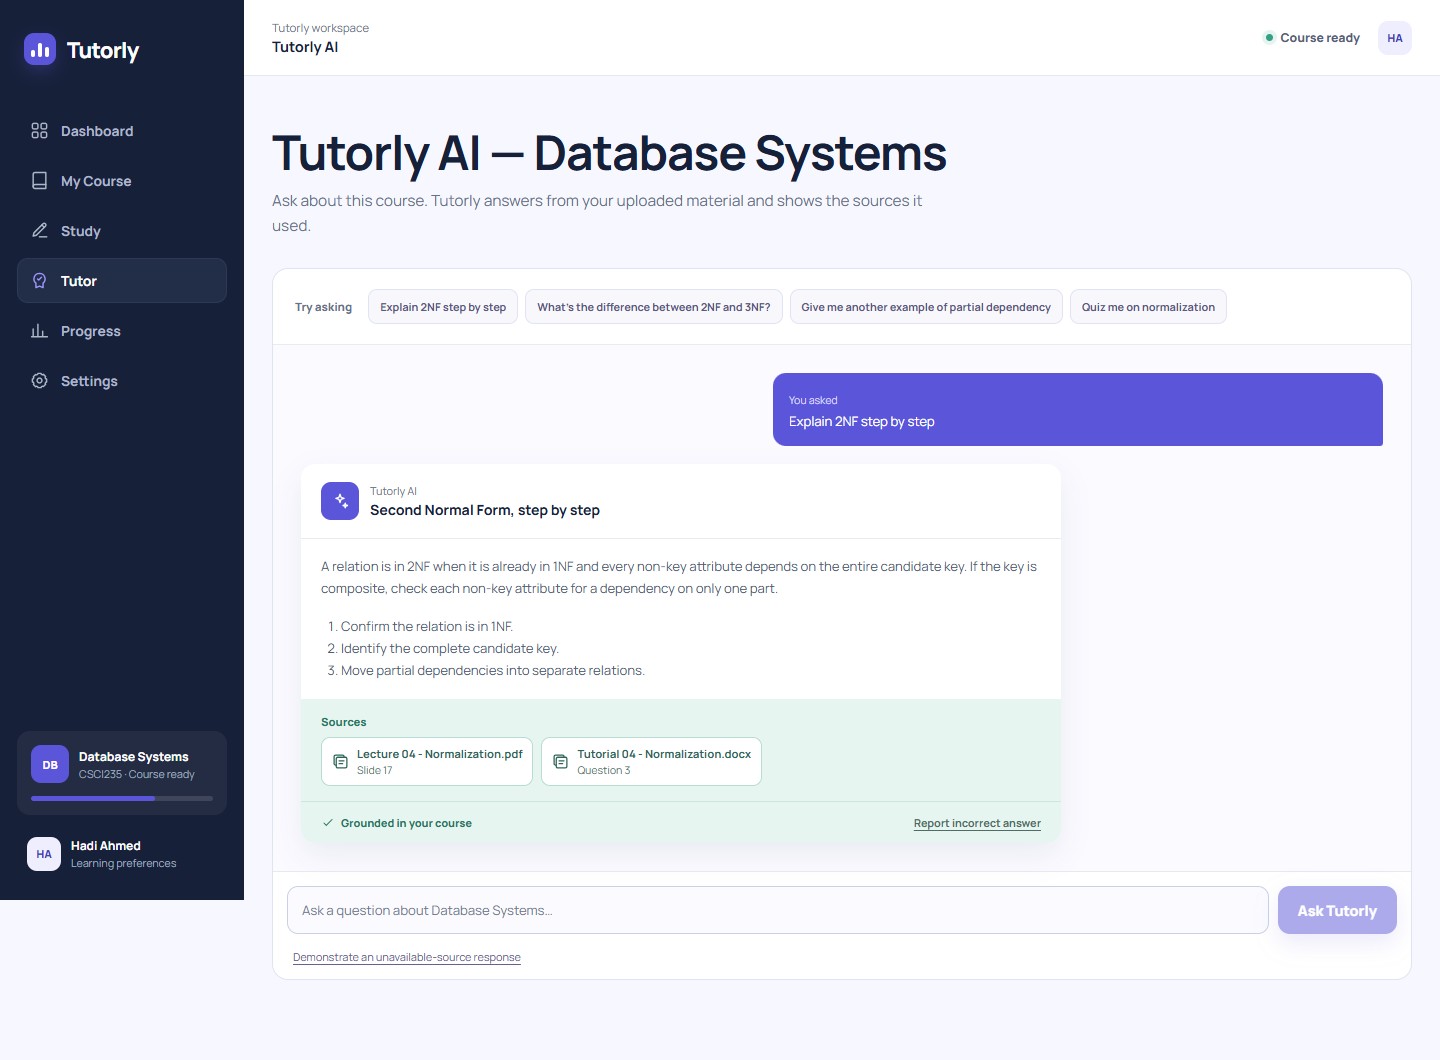 Tutorly
Dashboard
My Course
Study
Tutor
Progress
Settings
DB
Database Systems
CSCI235 · Course ready
HA
Hadi Ahmed
Learning preferences
Tutorly workspace
Tutorly AI
Course ready
HA
Tutorly AI — Database Systems
Ask about this course. Tutorly answers from your uploaded material and shows the sources it
used.
Try asking
Explain 2NF step by step
What's the difference between 2NF and 3NF?
Give me another example of partial dependency
Quiz me on normalization
You asked
Explain 2NF step by step
Tutorly AI
Second Normal Form, step by step
A relation is in 2NF when it is already in 1NF and every non-key attribute depends on the entire candidate key. If the key is
composite, check each non-key attribute for a dependency on only one part.
1. Confirm the relation is in 1NF.
2. Identify the complete candidate key.
3. Move partial dependencies into separate relations.
Sources
Lecture 04 - Normalization.pdf
Slide 17
Tutorial 04 - Normalization.docx
Question 3
Grounded in your course
Report incorrect answer
Ask a question about Database Systems...
Ask Tutorly
Demonstrate an unavailable-source response